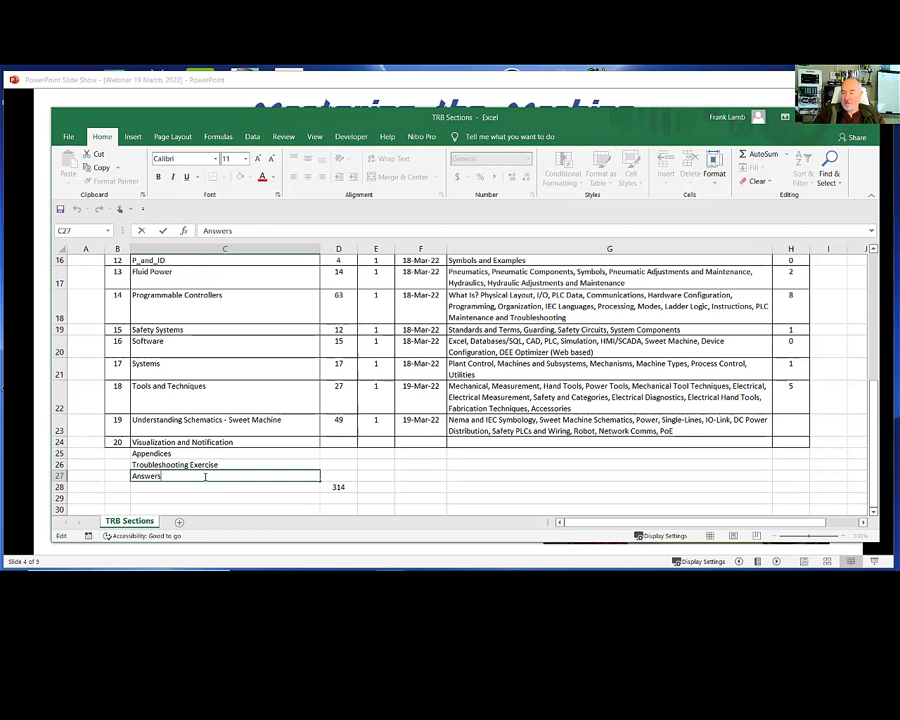 PowerPoint Slide Show - [Webinar 19 March, 2022] - PowerPoint
Mastering the Machine
TRB Sections - Excel
Frank Lamb
File Home Insert Page Layout Formulas Data Review View Developer Help Nitro Pro Tell me what you want to do Share
Paste
Cut
Copy
Format Painter
Clipboard
Calibri 11
B I U
Font
Wrap Text
Merge & Center
Alignment
General
$ % ,
Number
Conditional Formatting
Format as Table
Cell Styles
Styles
Insert
Delete
Format
Cells
AutoSum
Fill
Clear
Sort & Filter
Find & Select
Editing
C27 fx Answers
A B C D E F G H I J
16 12 P_and_ID 4 1 18-Mar-22 Symbols and Examples 0
13 Fluid Power 14 1 18-Mar-22 Pneumatics, Pneumatic Components, Symbols, Pneumatic Adjustments and Maintenance, 2
17 Hydraulics, Hydraulic Adjustments and Maintenance
14 Programmable Controllers 63 1 18-Mar-22 What Is? Physical Layout, I/O, PLC Data, Communications, Hardware Configuration, 8
Programming, Organization, IEC Languages, Processing, Modes, Ladder Logic, Instructions, PLC
18 Maintenance and Troubleshooting
19 15 Safety Systems 12 1 18-Mar-22 Standards and Terms, Guarding, Safety Circuits, System Components 1
16 Software 15 1 18-Mar-22 Excel, Databases/SQL, CAD, PLC, Simulation, HMI/SCADA, Sweet Machine, Device 0
20 Configuration, OEE Optimizer (Web based)
17 Systems 17 1 18-Mar-22 Plant Control, Machines and Subsystems, Mechanisms, Machine Types, Process Control, 1
21 Utilities
18 Tools and Techniques 27 1 19-Mar-22 Mechanical, Measurement, Hand Tools, Power Tools, Mechanical Tool Techniques, Electrical, 5
Electrical Measurement, Safety and Categories, Electrical Diagnostics, Electrical Hand Tools,
22 Fabrication Techniques, Accessories
19 Understanding Schematics - Sweet Machine 49 1 19-Mar-22 Nema and IEC Symbology, Sweet Machine Schematics, Power, Single-Lines, IO-Link, DC Power
23 Distribution, Safety PLCs and Wiring, Robot, Network Comms, PoE
24 20 Visualization and Notification
25 Appendices
26 Troubleshooting Exercise
27 Answers
28 314
29
30
TRB Sections
Edit Accessibility: Good to go Display Settings 100%
Slide 4 of 5 Display Settings